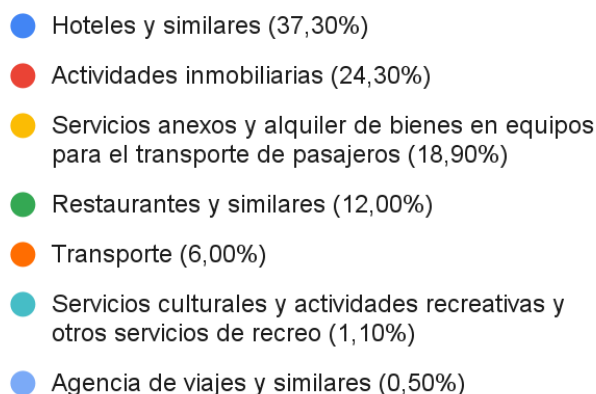 Hoteles y similares (37,30%)
Actividades inmobiliarias (24,30%)
Servicios anexos y alquiler de bienes en equipos
para el transporte de pasajeros (18,90%)
Restaurantes y similares (12,00%)
Transporte (6,00%)
Servicios culturales y actividades recreativas y
otros servicios de recreo (1,10%)
Agencia de viajes y similares (0,50%)